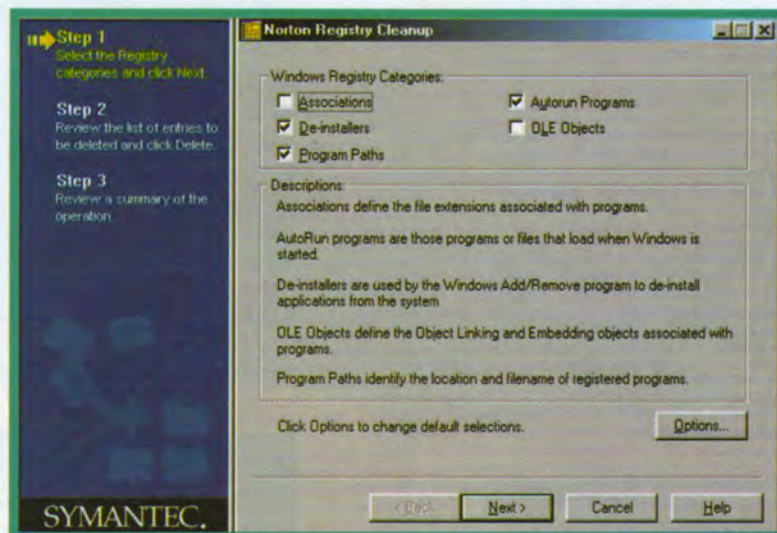 Step 1
Select the Registry
categories and click Next.
Step 2
Review the list of entries to
be deleted and click Delete.
Step 3
Review a summary of the
operation
SYMANTEC.
Norton Registry Cleanup
Windows Registry Categories:
Associations
Autorun Programs
De-installers
OLE Objects
Program Paths
Descriptions:
Associations define the file extensions associated with programs.
AutoRun programs are those programs or files that load when Windows is
started.
De-installers are used by the Windows Add/Remove program to de-install
applications from the system
OLE Objects define the Object Linking and Embedding objects associated with
programs.
Program Paths identify the location and filename of registered programs.
Click Options to change default selections.
Options...
< Back
Next >
Cancel
Help